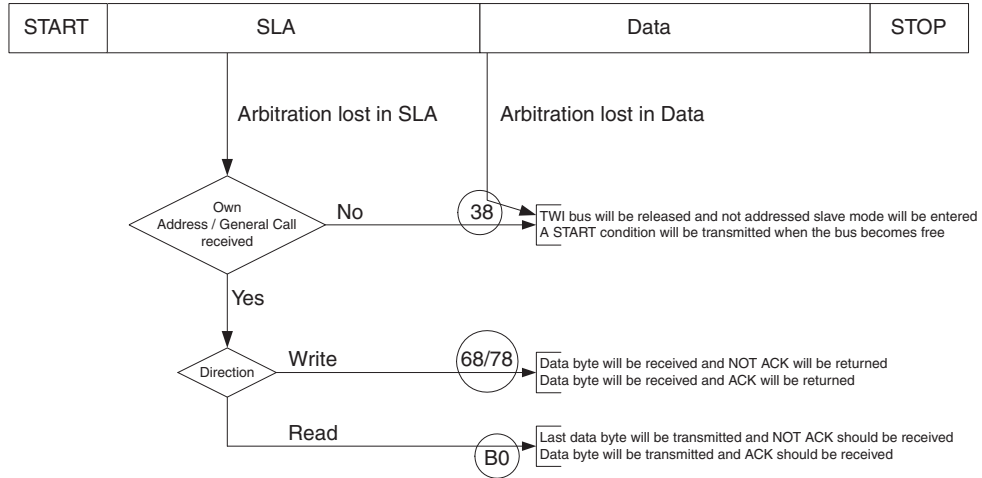 START
SLA
Data
STOP
Arbitration lost in SLA
Arbitration lost in Data
Own
Address / General Call
received
No
38
TWI bus will be released and not addressed slave mode will be entered
A START condition will be transmitted when the bus becomes free
Yes
Direction
Write
68/78
Data byte will be received and NOT ACK will be returned
Data byte will be received and ACK will be returned
Read
B0
Last data byte will be transmitted and NOT ACK should be received
Data byte will be transmitted and ACK should be received